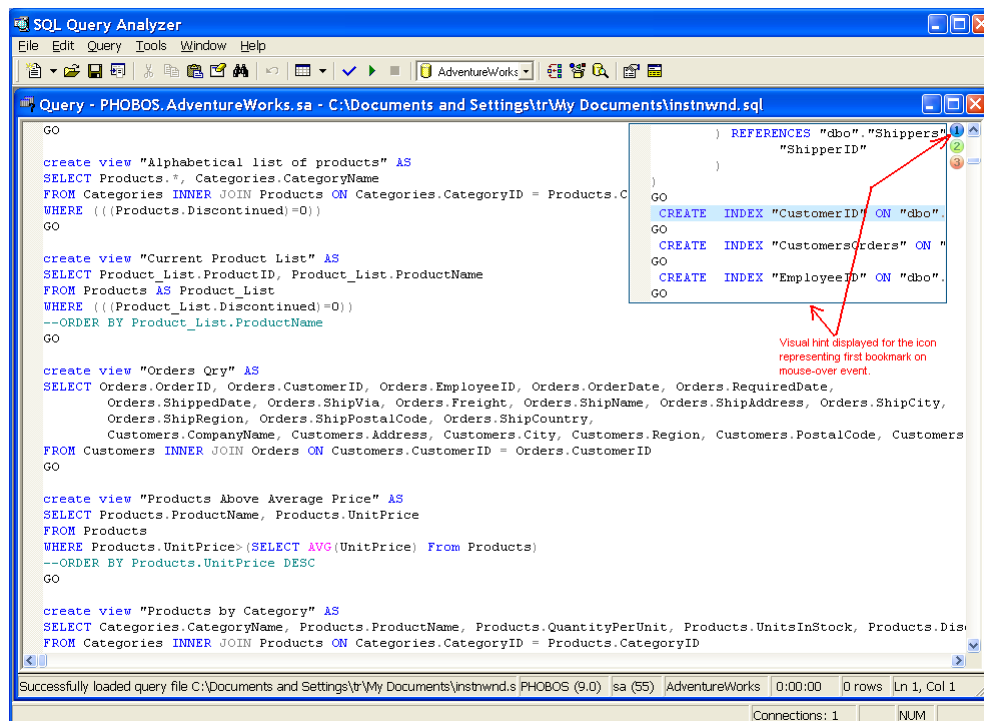 SQL Query Analyzer
File Edit Query Tools Window Help
AdventureWorks
Query - PHOBOS.AdventureWorks.sa - C:\Documents and Settings\tr\My Documents\instnwnd.sql
GO
create view "Alphabetical list of products" AS
SELECT Products.*, Categories.CategoryName
FROM Categories INNER JOIN Products ON Categories.CategoryID = Products.C
WHERE (((Products.Discontinued)=0))
GO
create view "Current Product List" AS
SELECT Product_List.ProductID, Product_List.ProductName
FROM Products AS Product_List
WHERE (((Product_List.Discontinued)=0))
--ORDER BY Product_List.ProductName
GO
create view "Orders Qry" AS
SELECT Orders.OrderID, Orders.CustomerID, Orders.EmployeeID, Orders.OrderDate, Orders.RequiredDate,
Orders.ShippedDate, Orders.ShipVia, Orders.Freight, Orders.ShipName, Orders.ShipAddress, Orders.ShipCity,
Orders.ShipRegion, Orders.ShipPostalCode, Orders.ShipCountry,
Customers.CompanyName, Customers.Address, Customers.City, Customers.Region, Customers.PostalCode, Customers
FROM Customers INNER JOIN Orders ON Customers.CustomerID = Orders.CustomerID
GO
create view "Products Above Average Price" AS
SELECT Products.ProductName, Products.UnitPrice
FROM Products
WHERE Products.UnitPrice>(SELECT AVG(UnitPrice) From Products)
--ORDER BY Products.UnitPrice DESC
GO
create view "Products by Category" AS
SELECT Categories.CategoryName, Products.ProductName, Products.QuantityPerUnit, Products.UnitsInStock, Products.Dis
FROM Categories INNER JOIN Products ON Categories.CategoryID = Products.CategoryID
) REFERENCES "dbo"."Shippers"
"ShipperID"
)
)
GO
CREATE INDEX "CustomerID" ON "dbo".
GO
CREATE INDEX "CustomersOrders" ON "
GO
CREATE INDEX "EmployeeID" ON "dbo".
GO
1
2
3
Visual hint displayed for the icon
representing first bookmark on
mouse-over event.
Successfully loaded query file C:\Documents and Settings\tr\My Documents\instnwnd.s PHOBOS (9.0) sa (55) AdventureWorks 0:00:00 0 rows Ln 1, Col 1
Connections: 1 NUM